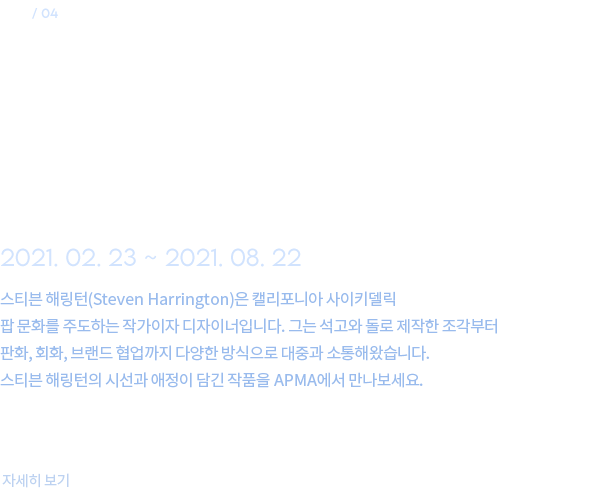 / 04
2021. 02. 23 ~ 2021. 08. 22
스티븐 해링턴(Steven Harrington)은 캘리포니아 사이키델릭
팝 문화를 주도하는 작가이자 디자이너입니다. 그는 석고와 돌로 제작한 조각부터
판화, 회화, 브랜드 협업까지 다양한 방식으로 대중과 소통해왔습니다.
스티븐 해링턴의 시선과 애정이 담긴 작품을 APMA에서 만나보세요.
자세히 보기